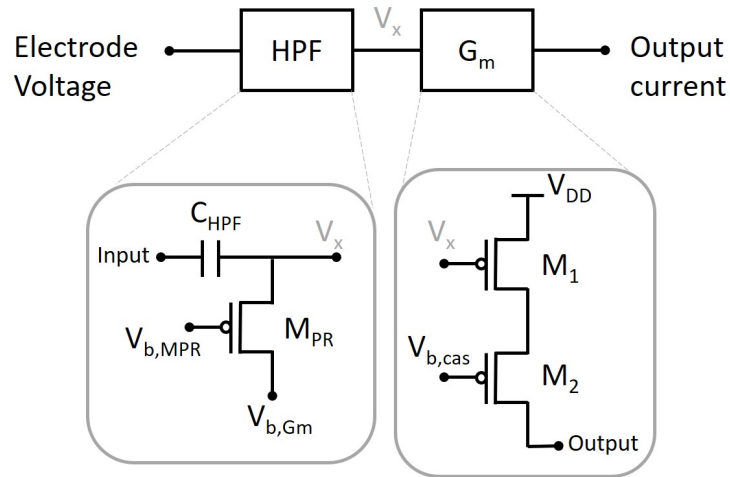 Electrode
Voltage
HPF
Vx
Gm
Output
current
CHPF
Input
Vx
Vb,MPR
MPR
Vb,Gm
VDD
Vx
M1
Vb,cas
M2
Output